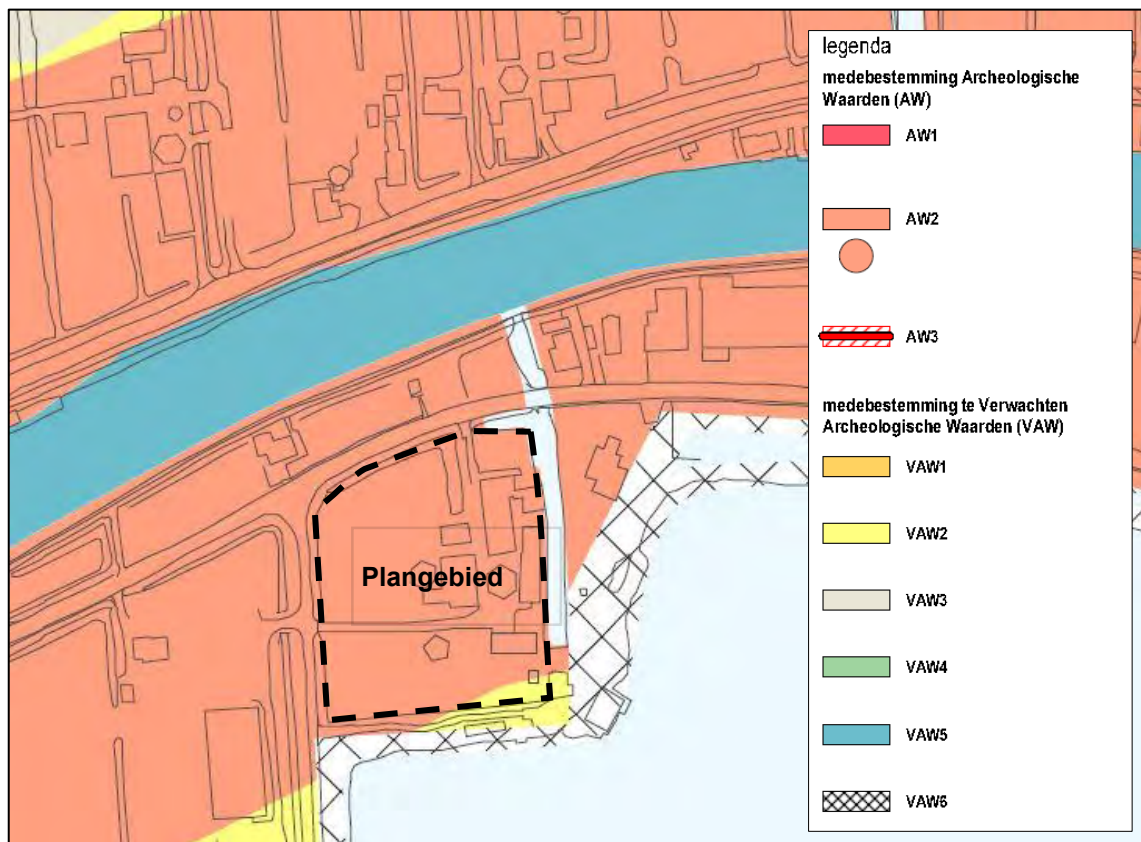 legenda
medebestemming Archeologische
Waarden (AW)
AW1
AW2
AW3
medebestemming te Verwachten
Archeologische Waarden (VAW)
VAW1
VAW2
VAW3
VAW4
VAW5
VAW6
Plangebied